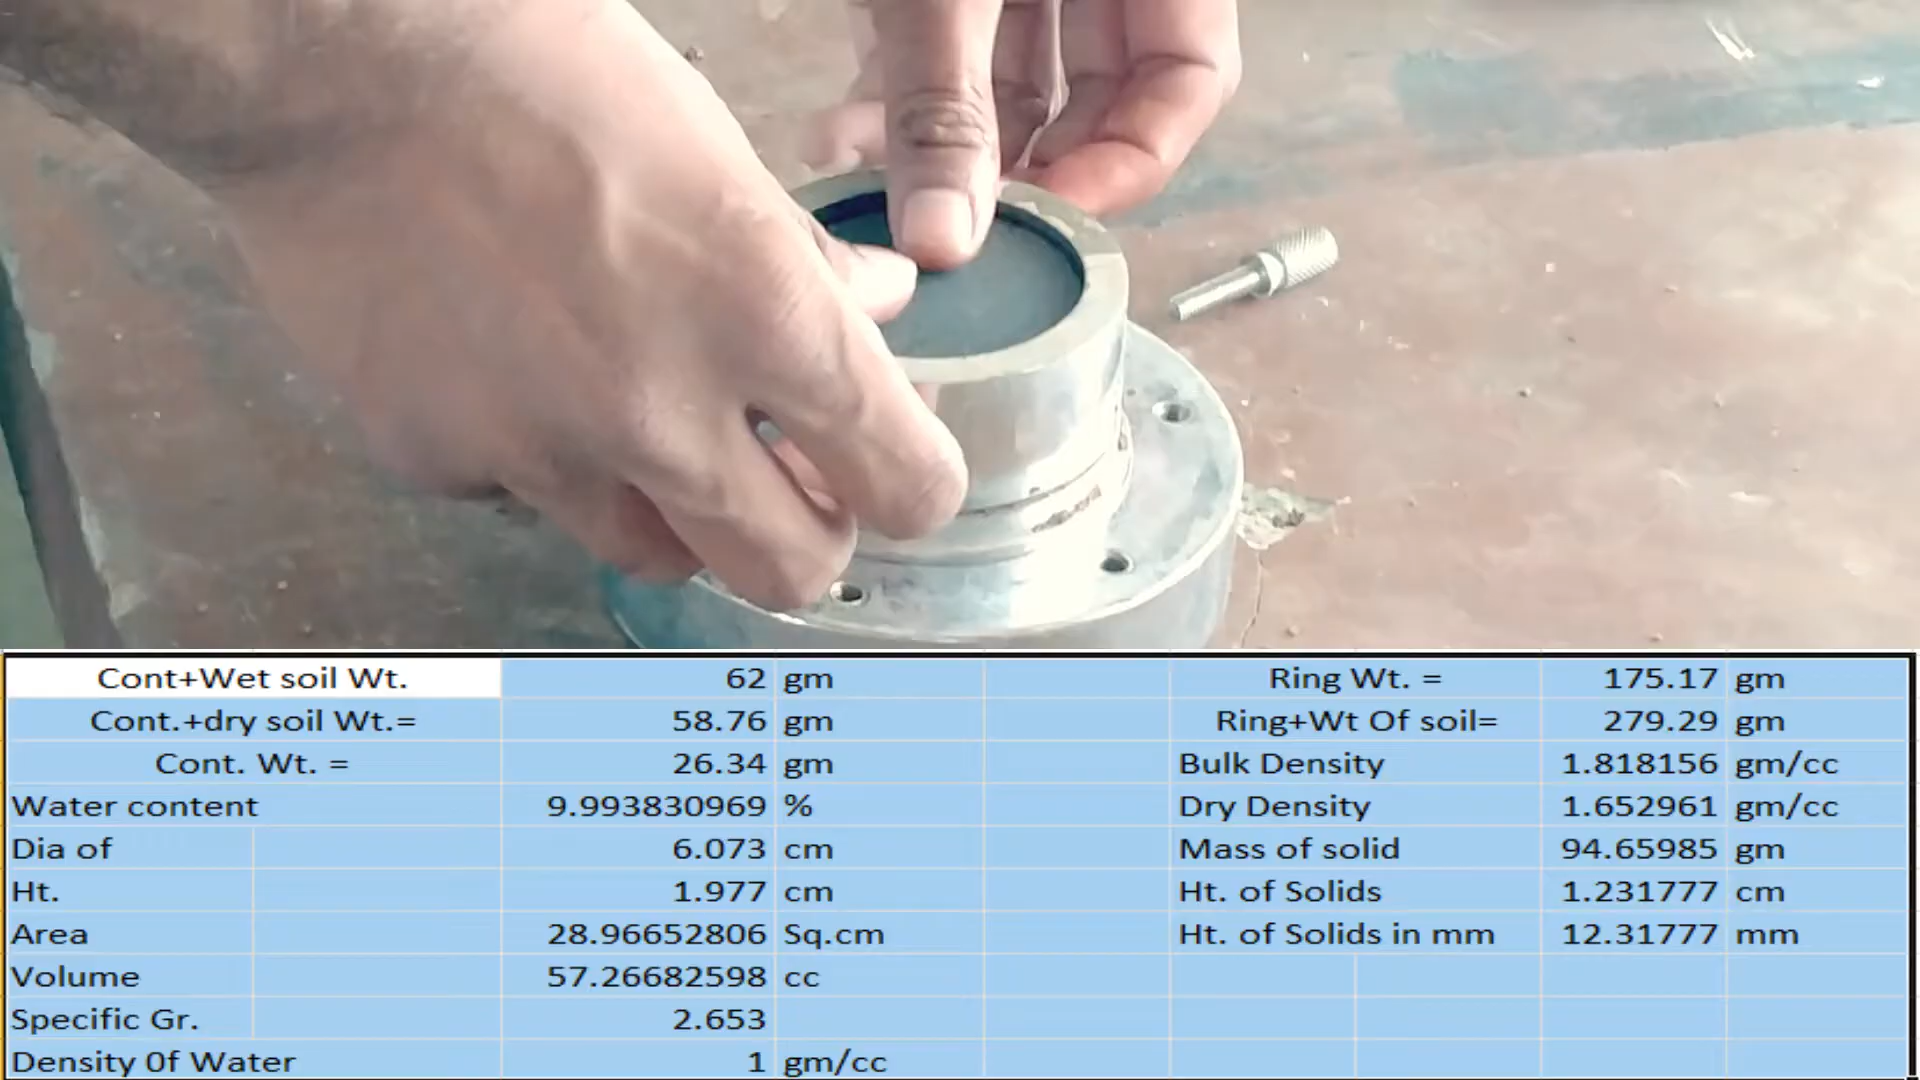 Cont+Wet soil Wt. 62 gm Ring Wt. = 175.17 gm
Cont.+dry soil Wt.= 58.76 gm Ring+Wt Of soil= 279.29 gm
Cont. Wt. = 26.34 gm Bulk Density 1.818156 gm/cc
Water content 9.993830969 % Dry Density 1.652961 gm/cc
Dia of 6.073 cm Mass of solid 94.65985 gm
Ht. 1.977 cm Ht. of Solids 1.231777 cm
Area 28.96652806 Sq.cm Ht. of Solids in mm 12.31777 mm
Volume 57.26682598 cc
Specific Gr. 2.653
Density 0f Water 1 gm/cc